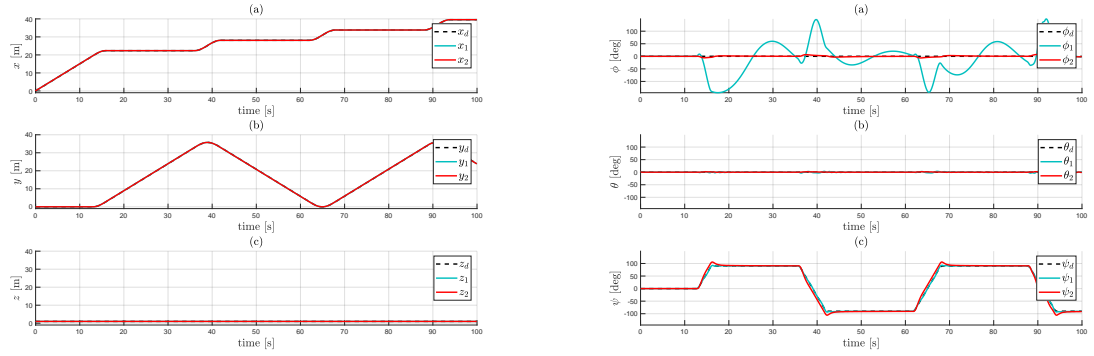 (a)
40
30
20
10
0
x [m]
x_d
x_1
x_2
0 10 20 30 40 50 60 70 80 90 100
time [s]
(b)
40
30
20
10
0
y [m]
y_d
y_1
y_2
0 10 20 30 40 50 60 70 80 90 100
time [s]
(c)
40
30
20
10
0
z [m]
z_d
z_1
z_2
0 10 20 30 40 50 60 70 80 90 100
time [s]
(a)
100
50
0
-50
-100
ϕ [deg]
ϕ_d
ϕ_1
ϕ_2
0 10 20 30 40 50 60 70 80 90 100
time [s]
(b)
100
50
0
-50
-100
θ [deg]
θ_d
θ_1
θ_2
0 10 20 30 40 50 60 70 80 90 100
time [s]
(c)
100
50
0
-50
-100
ψ [deg]
ψ_d
ψ_1
ψ_2
0 10 20 30 40 50 60 70 80 90 100
time [s]